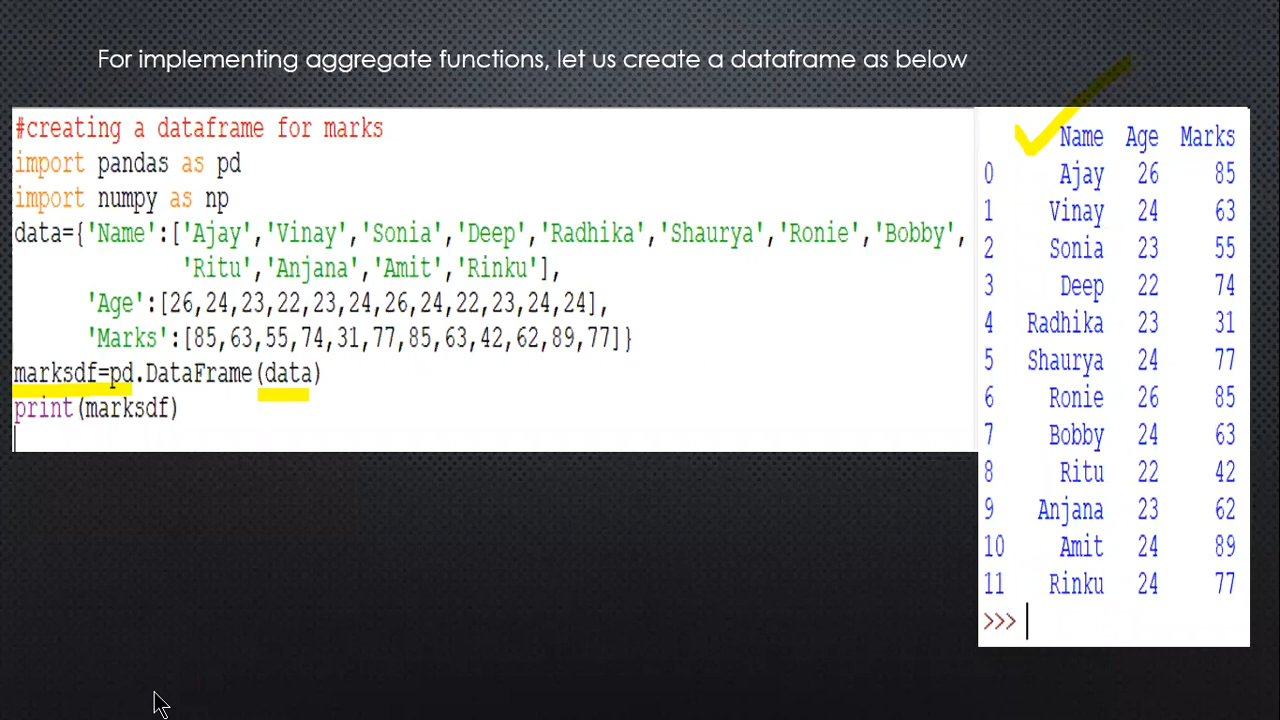 For implementing aggregate functions, let us create a dataframe as below
#creating a dataframe for marks
import pandas as pd
import numpy as np
data={'Name':['Ajay','Vinay','Sonia','Deep','Radhika','Shaurya','Ronie','Bobby',
'Ritu','Anjana','Amit','Rinku'],
'Age':[26,24,23,22,23,24,26,24,22,23,24,24],
'Marks':[85,63,55,74,31,77,85,63,42,62,89,77]}
marksdf=pd.DataFrame(data)
print(marksdf)
Name Age Marks
0 Ajay 26 85
1 Vinay 24 63
2 Sonia 23 55
3 Deep 22 74
4 Radhika 23 31
5 Shaurya 24 77
6 Ronie 26 85
7 Bobby 24 63
8 Ritu 22 42
9 Anjana 23 62
10 Amit 24 89
11 Rinku 24 77
>>>